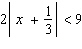 2| x + 1/3 | < 9